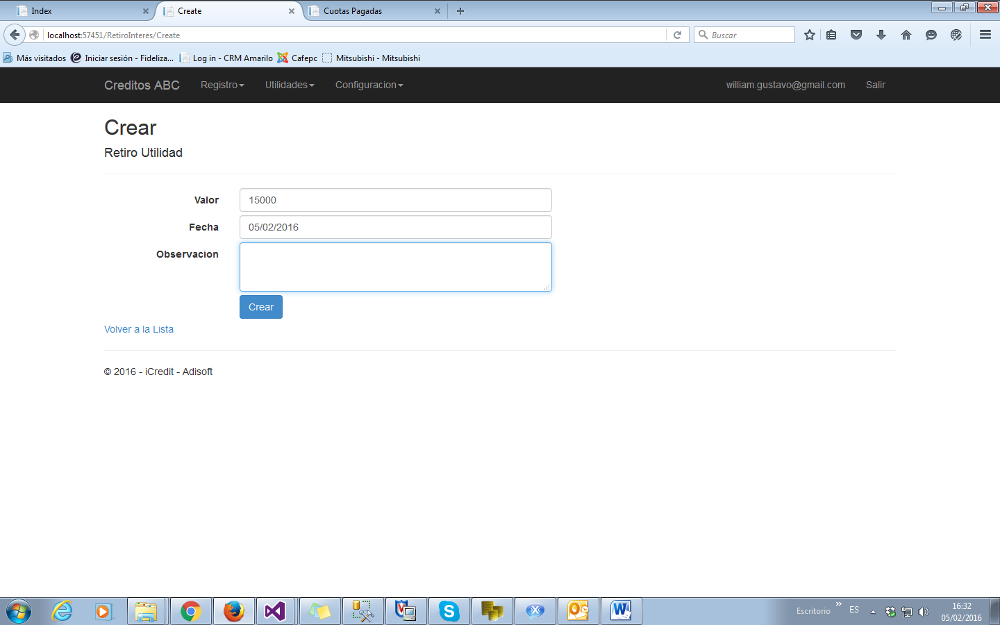 Index
Create
Cuotas Pagadas
localhost:57451/RetiroInteres/Create
Buscar
Más visitados
Iniciar sesión - Fideliza...
Log in - CRM Amarilo
Cafepc
Mitsubishi - Mitsubishi
Creditos ABC
Registro
Utilidades
Configuracion
william.gustavo@gmail.com
Salir
Crear
Retiro Utilidad
Valor
15000
Fecha
05/02/2016
Observacion
Crear
Volver a la Lista
© 2016 - iCredit - Adisoft
Escritorio
ES
16:32
05/02/2016